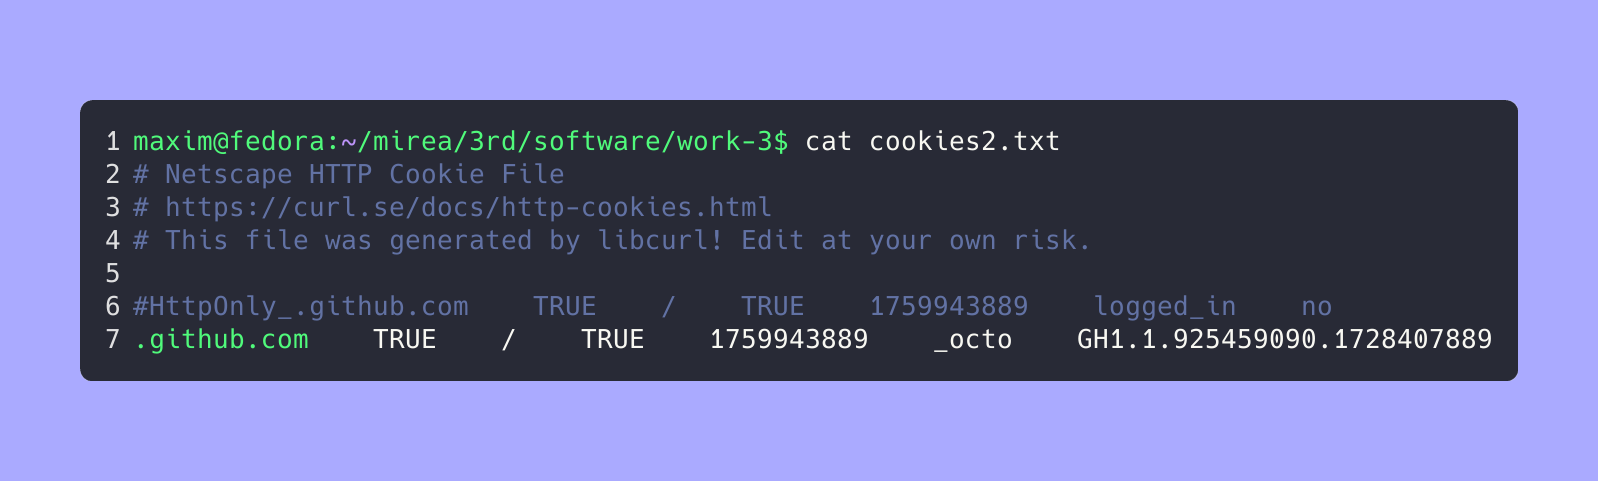 1 maxim@fedora:~/mirea/3rd/software/work-3$ cat cookies2.txt
2 # Netscape HTTP Cookie File
3 # https://curl.se/docs/http-cookies.html
4 # This file was generated by libcurl! Edit at your own risk.
5
6 #HttpOnly_.github.com    TRUE    /    TRUE    1759943889    logged_in    no
7 .github.com    TRUE    /    TRUE    1759943889    _octo    GH1.1.925459090.1728407889